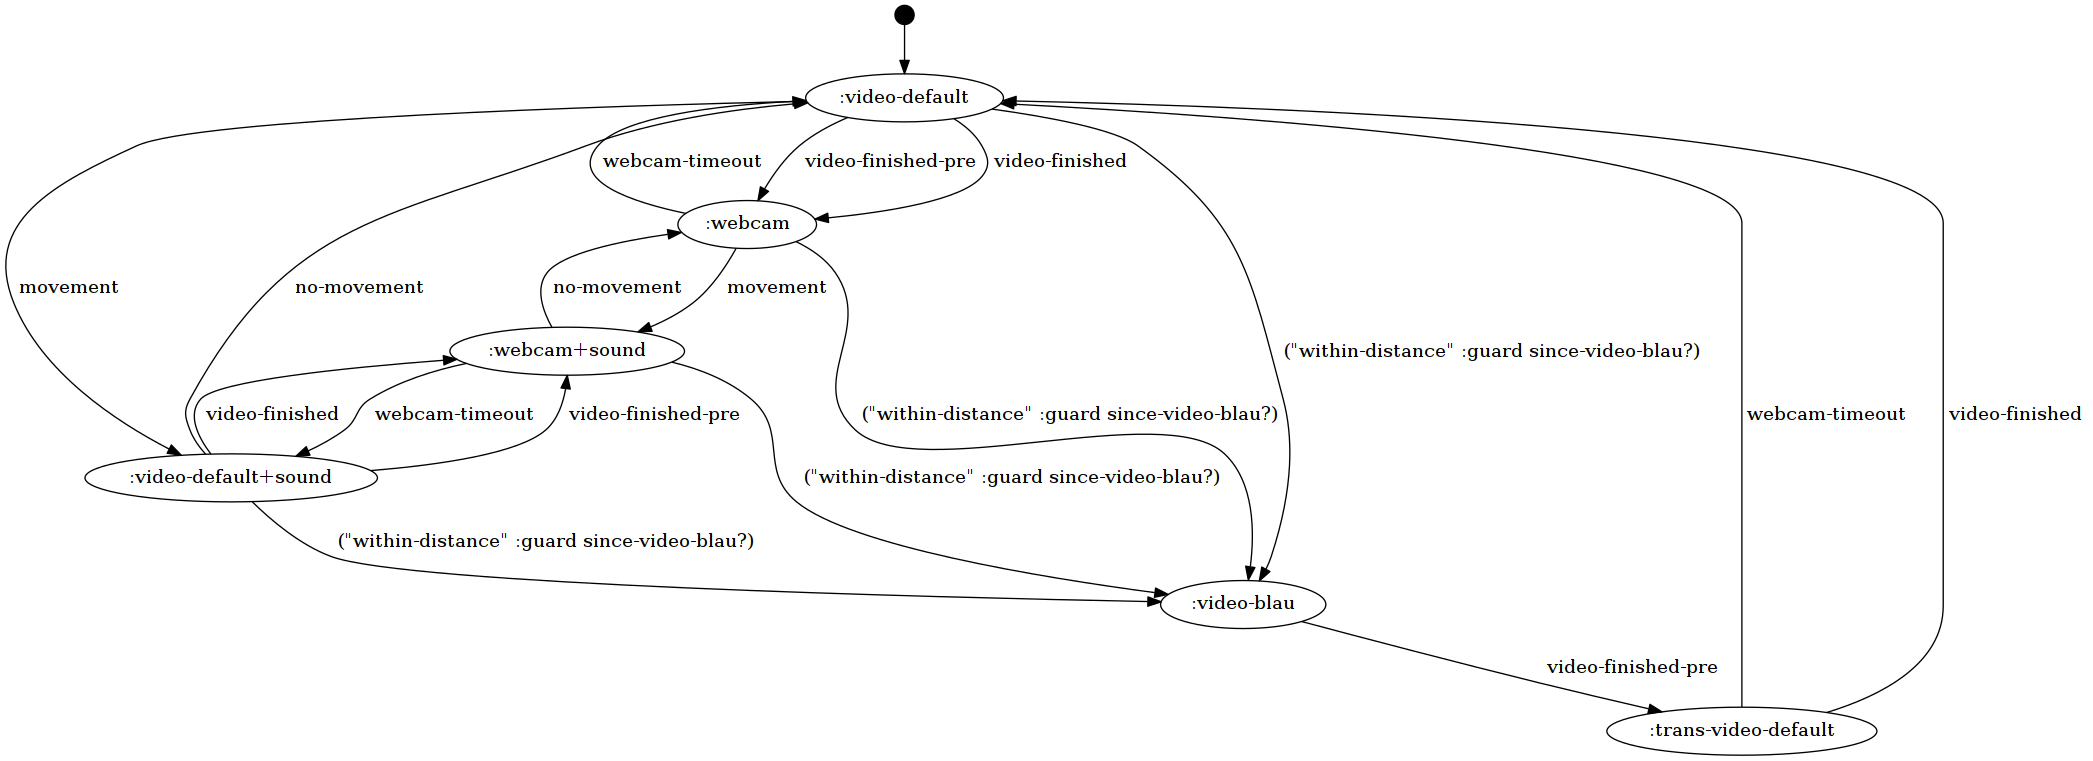 :video-default
webcam-timeout
video-finished-pre
video-finished
:webcam
movement
no-movement
no-movement
movement
:webcam+sound
("within-distance" :guard since-video-blau?)
video-finished
webcam-timeout
video-finished-pre
("within-distance" :guard since-video-blau?)
webcam-timeout
video-finished
:video-default+sound
("within-distance" :guard since-video-blau?)
("within-distance" :guard since-video-blau?)
:video-blau
video-finished-pre
:trans-video-default